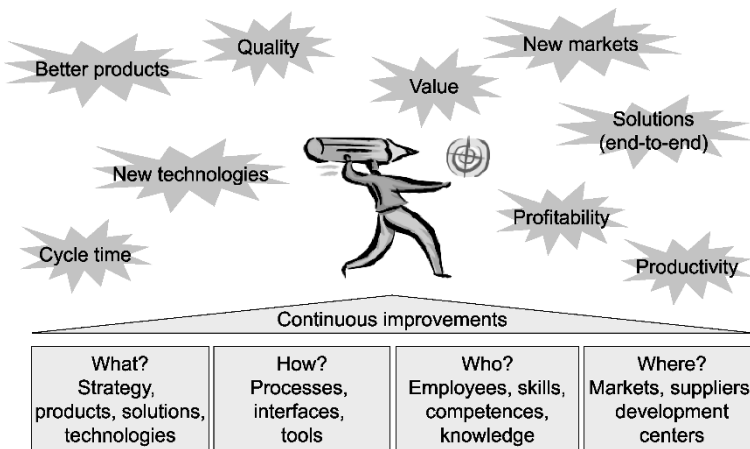 Quality
New markets
Better products
Value
Solutions
(end-to-end)
New technologies
Profitability
Cycle time
Productivity
Continuous improvements
What?
Strategy,
products, solutions,
technologies
How?
Processes,
interfaces,
tools
Who?
Employees, skills,
competences,
knowledge
Where?
Markets, suppliers,
development
centers